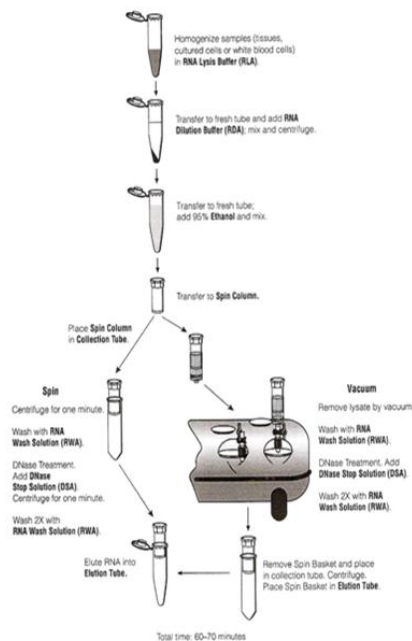 Homogenize samples (tissues,
cultured cells or white blood cells)
in RNA Lysis Buffer (RLA).
Transfer to fresh tube and add RNA
Dilution Buffer (RDA); mix and centrifuge.
Transfer to fresh tube;
add 95% Ethanol and mix.
Transfer to Spin Column.
Place Spin Column
in Collection Tube.
Spin
Centrifuge for one minute.
Wash with RNA
Wash Solution (RWA).
DNase Treatment.
Add DNase
Stop Solution (DSA).
Centrifuge for one minute.
Wash 2X with
RNA Wash Solution (RWA).
Vacuum
Remove lysate by vacuum.
Wash with RNA
Wash Solution (RWA).
DNase Treatment. Add
DNase Stop Solution (DSA).
Wash 2X with RNA
Wash Solution (RWA).
Elute RNA into
Elution Tube.
Remove Spin Basket and place
in collection tube. Centrifuge.
Place Spin Basket in Elution Tube.
Total time: 60–70 minutes